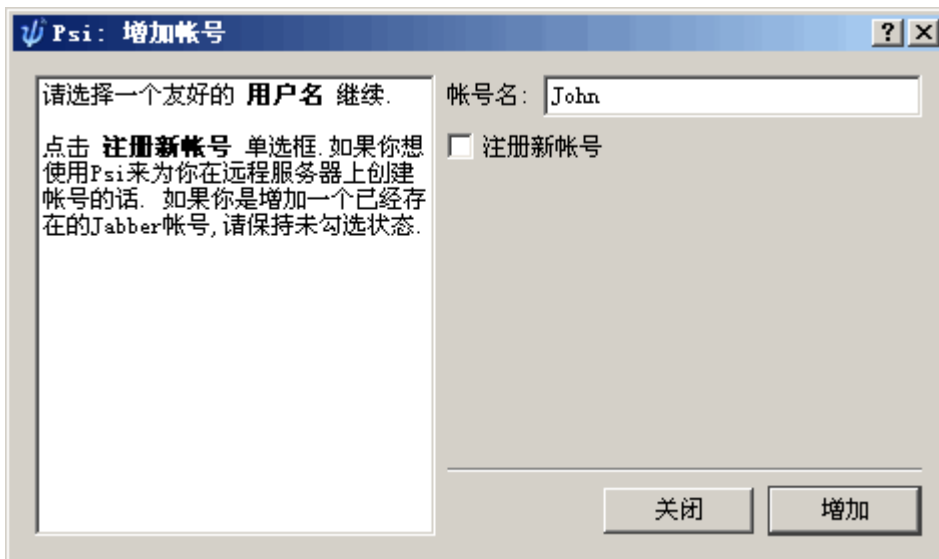 Psi: 增加帐号
请选择一个友好的 用户名 继续.
点击 注册新帐号 单选框.如果你想
使用Psi来为你在远程服务器上创建
帐号的话. 如果你是增加一个已经存
在的Jabber帐号,请保持未勾选状态.
帐号名: John
注册新帐号
关闭
增加